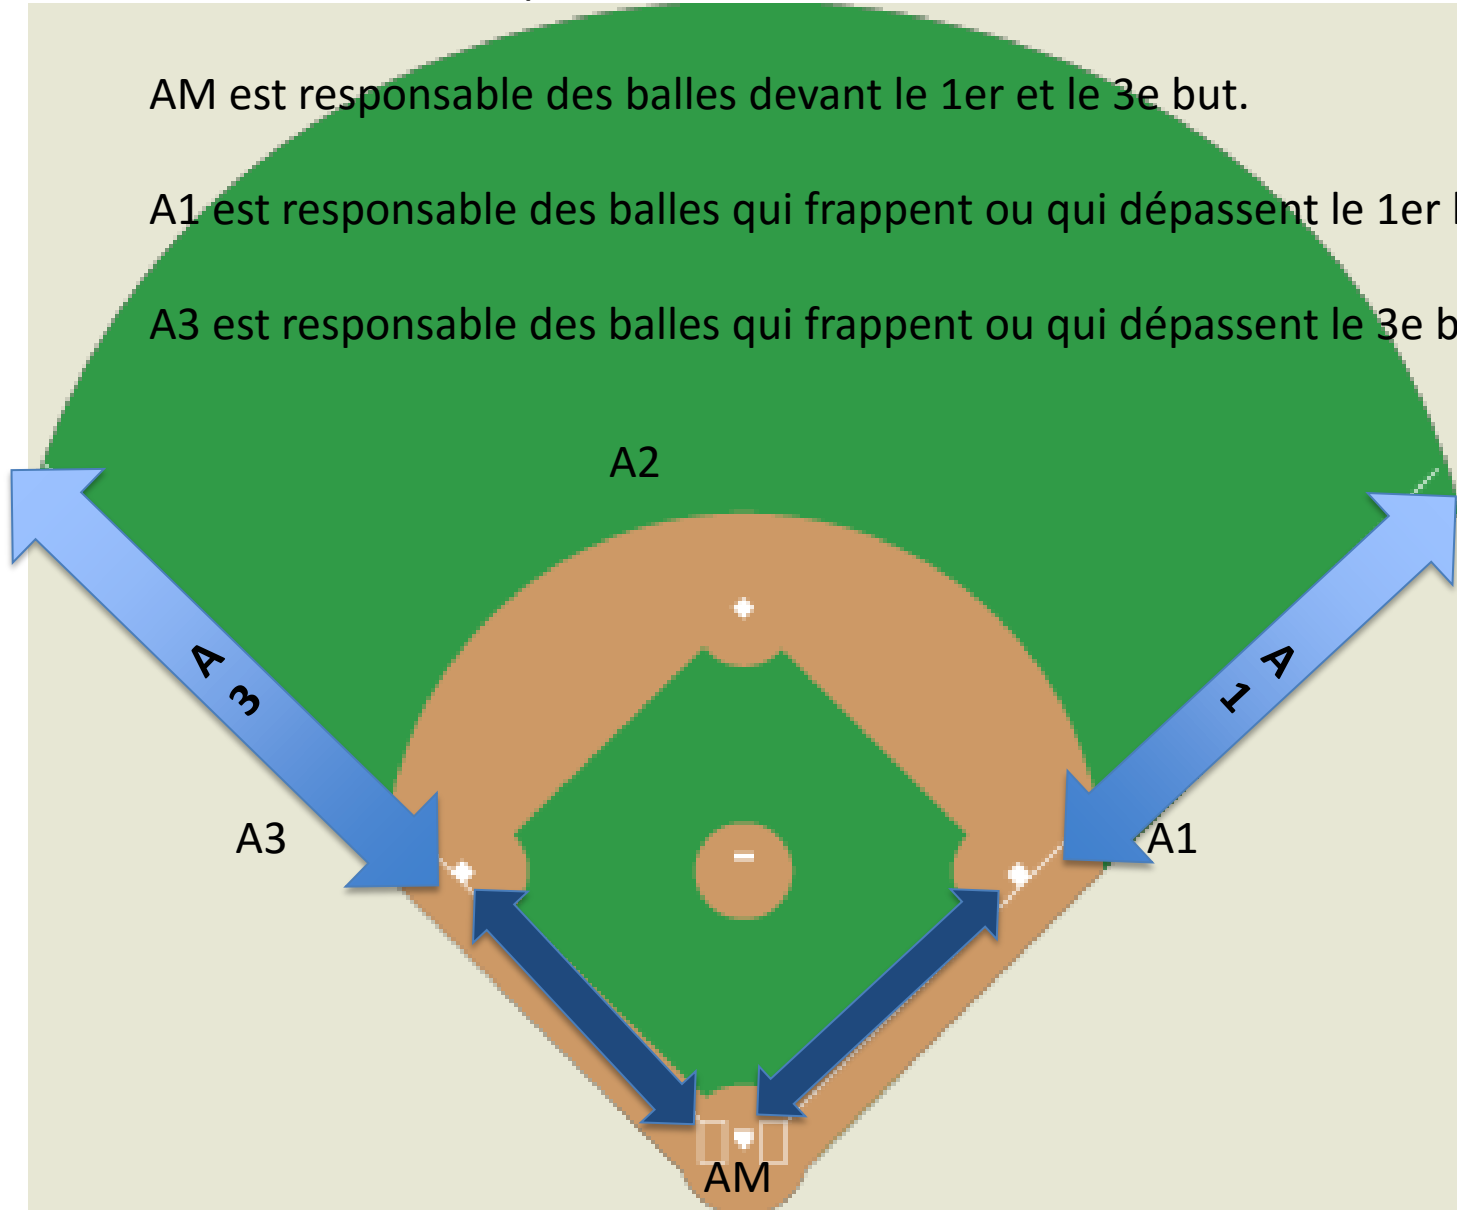 AM est responsable des balles devant le 1er et le 3e but.
A1 est responsable des balles qui frappent ou qui dépassent le 1er
A3 est responsable des balles qui frappent ou qui dépassent le 3e
A2
A
3
A
1
A3
A1
AM